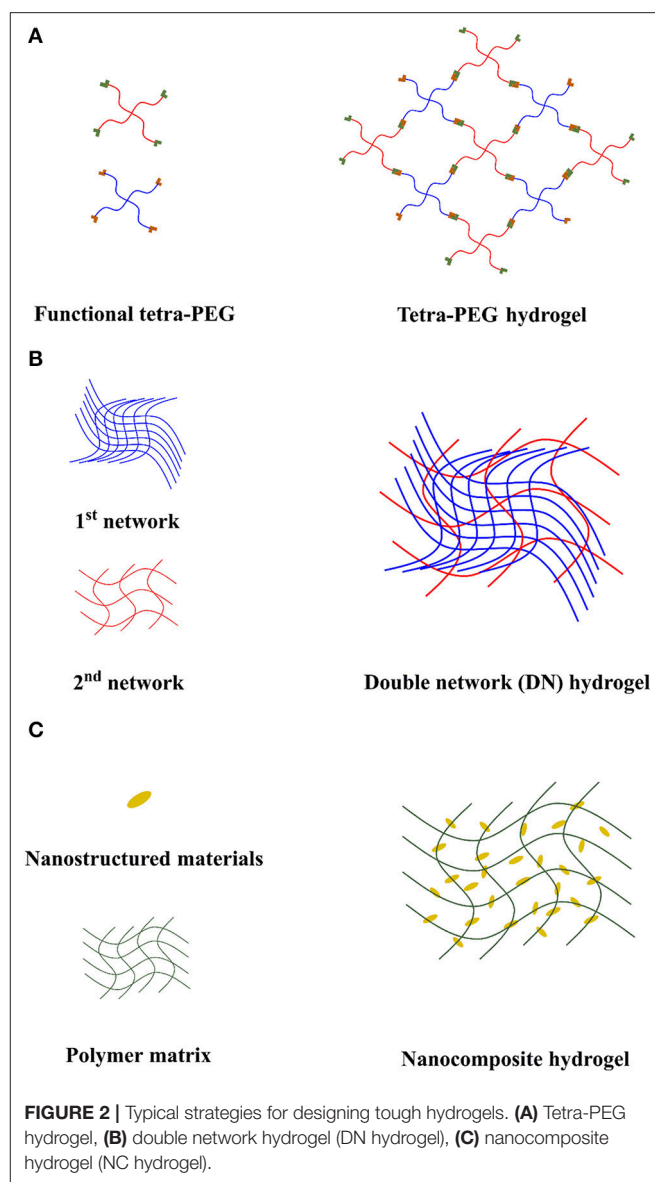 A
Functional tetra-PEG
Tetra-PEG hydrogel
B
1st network
2nd network
Double network (DN) hydrogel
C
Nanostructured materials
Polymer matrix
Nanocomposite hydrogel
FIGURE 2 | Typical strategies for designing tough hydrogels. (A) Tetra-PEG
hydrogel, (B) double network hydrogel (DN hydrogel), (C) nanocomposite
hydrogel (NC hydrogel).